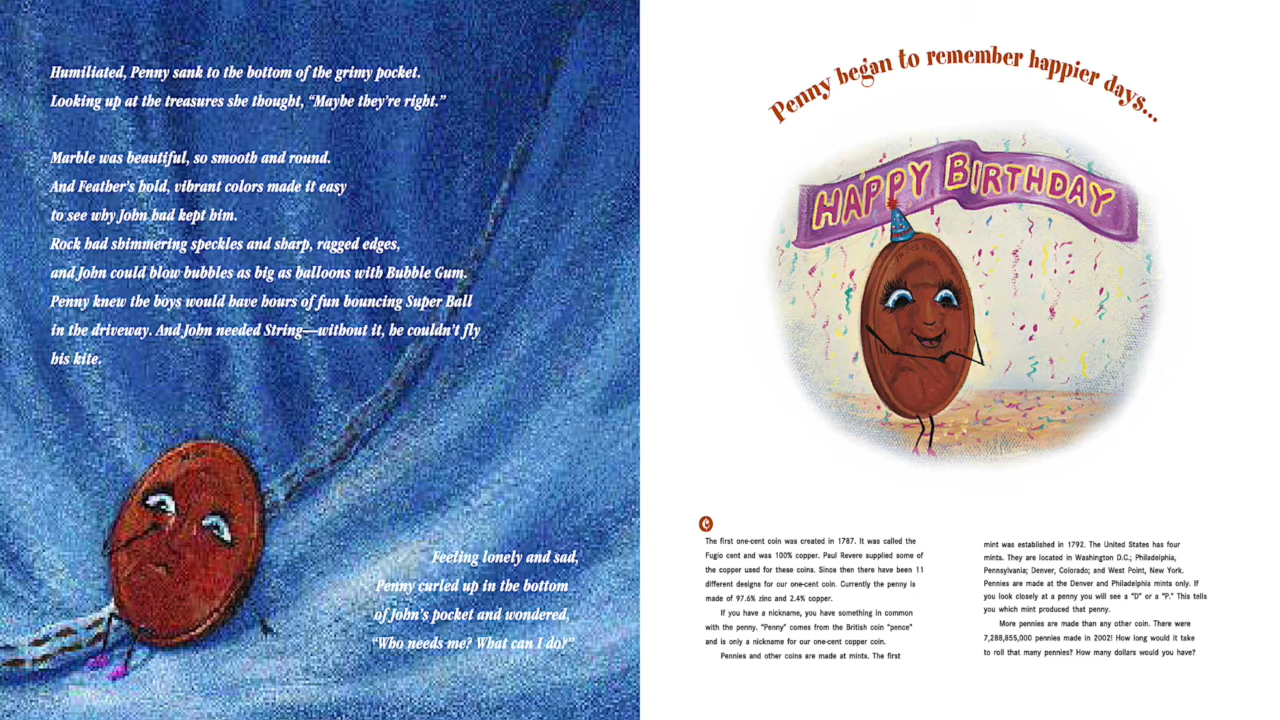 Humiliated, Penny sank to the bottom of the grimy pocket.
Looking up at the treasures she thought, “Maybe they’re right.”
Marble was beautiful, so smooth and round.
And Feather’s bold, vibrant colors made it easy
to see why John had kept him.
Rock had shimmering speckles and sharp, ragged edges,
and John could blow bubbles as big as balloons with Bubble Gum.
Penny knew the boys would have hours of fun bouncing Super Ball
in the driveway. And John needed String—without it, he couldn’t fly
his kite.
Feeling lonely and sad,
Penny curled up in the bottom
of John’s pocket and wondered,
“Who needs me? What can I do?”
Penny began to remember happier days...
HAPPY BIRTHDAY
The first one-cent coin was created in 1787. It was called the
Fugio cent and was 100% copper. Paul Revere supplied some of
the copper used for these coins. Since then there have been 11
different designs for our one-cent coin. Currently the penny is
made of 97.6% zinc and 2.4% copper.
If you have a nickname, you have something in common
with the penny. “Penny” comes from the British coin “pence”
and is only a nickname for our one-cent copper coin.
Pennies and other coins are made at mints. The first
mint was established in 1792. The United States has four
mints. They are located in Washington D.C.; Philadelphia,
Pennsylvania; Denver, Colorado; and West Point, New York.
Pennies are made at the Denver and Philadelphia mints only. If
you look closely at a penny you will see a “D” or a “P.” This tells
you which mint produced that penny.
More pennies are made than any other coin. There were
7,288,855,000 pennies made in 2002! How long would it take
to roll that many pennies? How many dollars would you have?